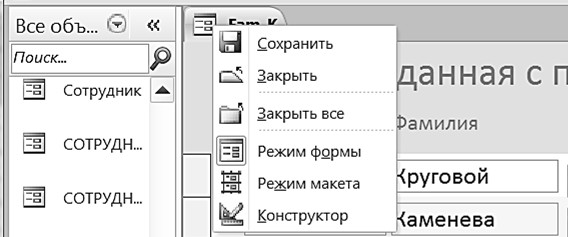 Все объ... «
Поиск...
Сотрудник
СОТРУДН...
СОТРУДН...
Fam_K
Сохранить
Закрыть
Закрыть все
Режим формы
Режим макета
Конструктор
данная с п
Фамилия
Круговой
Каменева